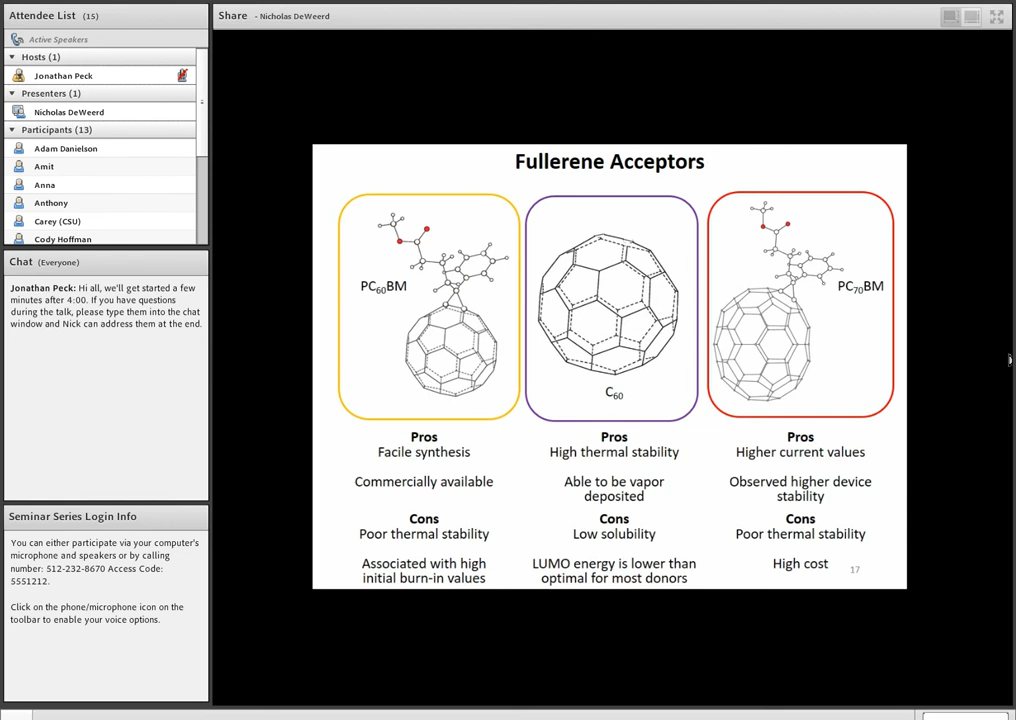 Attendee List (15)
Active Speakers
Hosts (1)
Jonathan Peck
Presenters (1)
Nicholas DeWeerd
Participants (13)
Adam Danielson
Amit
Anna
Anthony
Carey (CSU)
Cody Hoffman
Chat (Everyone)
Jonathan Peck: Hi all, we'll get started a few
minutes after 4:00. If you have questions
during the talk, please type them into the chat
window and Nick can address them at the end.
Seminar Series Login Info
You can either participate via your computer's
microphone and speakers or by calling
number: 512-232-8670 Access Code:
5551212.
Click on the phone/microphone icon on the
toolbar to enable your voice options.
Share - Nicholas DeWeerd
Fullerene Acceptors
PC₆₀BM
C₆₀
PC₇₀BM
Pros
Facile synthesis
Commercially available
Cons
Poor thermal stability
Associated with high
initial burn-in values
Pros
High thermal stability
Able to be vapor
deposited
Cons
Low solubility
LUMO energy is lower than
optimal for most donors
Pros
Higher current values
Observed higher device
stability
Cons
Poor thermal stability
High cost
17